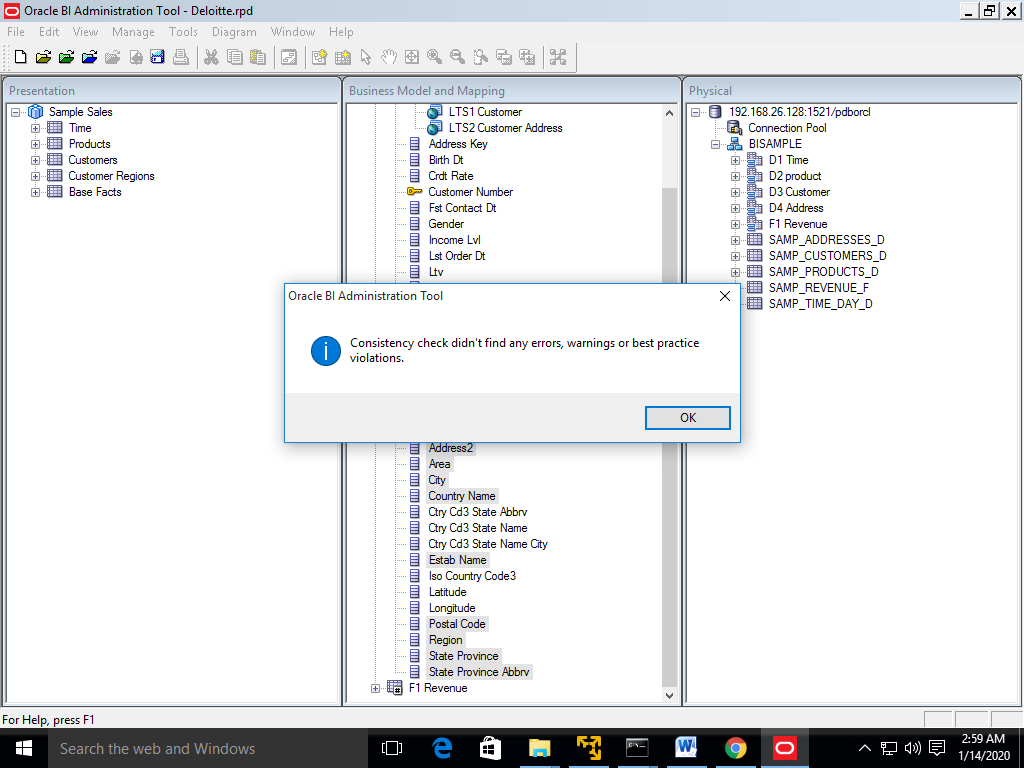 Oracle BI Administration Tool - Deloitte.rpd
File Edit View Manage Tools Diagram Window Help
Presentation
Sample Sales
Time
Products
Customers
Customer Regions
Base Facts
Business Model and Mapping
LTS1 Customer
LTS2 Customer Address
Address Key
Birth Dt
Crdt Rate
Customer Number
Fst Contact Dt
Gender
Income Lvl
Lst Order Dt
Ltv
Address2
Area
City
Country Name
Ctry Cd3 State Abbrv
Ctry Cd3 State Name
Ctry Cd3 State Name City
Estab Name
Iso Country Code3
Latitude
Longitude
Postal Code
Region
State Province
State Province Abbrv
F1 Revenue
Physical
192.168.26.128:1521/pdborcl
Connection Pool
BISAMPLE
D1 Time
D2 product
D3 Customer
D4 Address
F1 Revenue
SAMP_ADDRESSES_D
SAMP_CUSTOMERS_D
SAMP_PRODUCTS_D
SAMP_REVENUE_F
SAMP_TIME_DAY_D
Oracle BI Administration Tool
Consistency check didn't find any errors, warnings or best practice
violations.
OK
For Help, press F1
Search the web and Windows
2:59 AM
1/14/2020